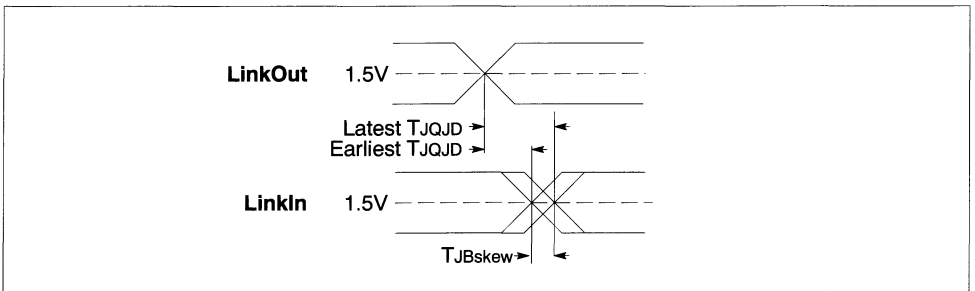 LinkOut 1.5V
Latest TJQJD
Earliest TJQJD
LinkIn 1.5V
TJBskew